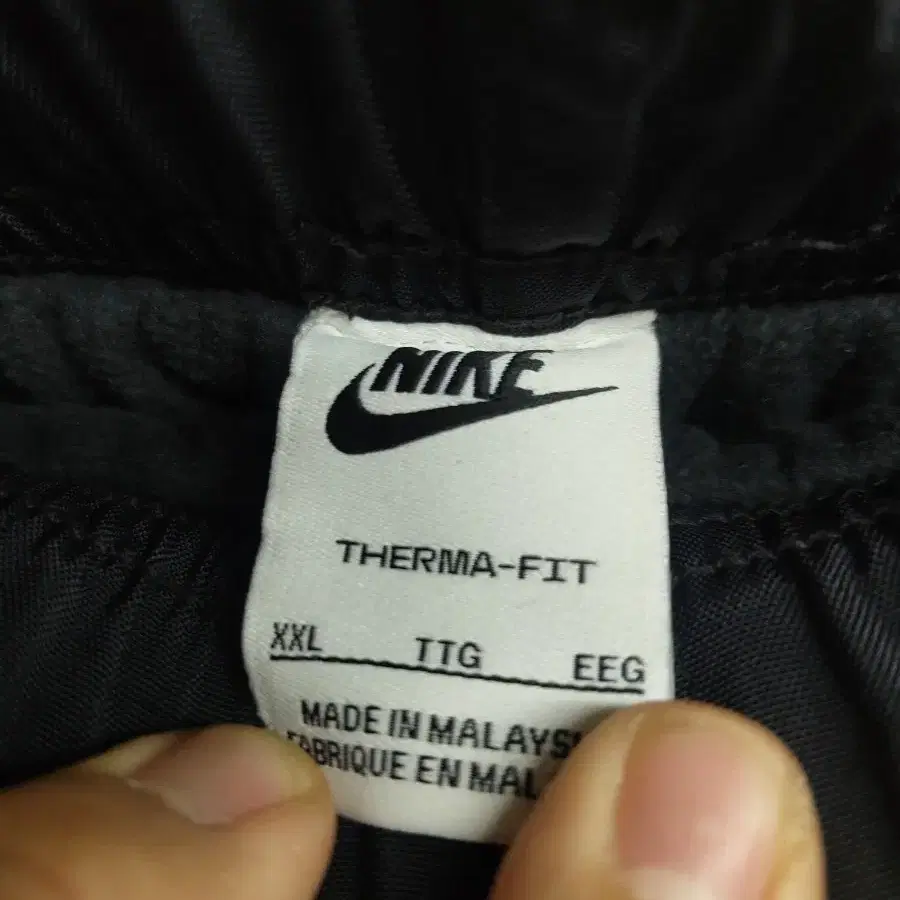 NIKE
THERMA-FIT
XXL TTG EEG
MADE IN MALAYS
FABRIQUE EN MAL